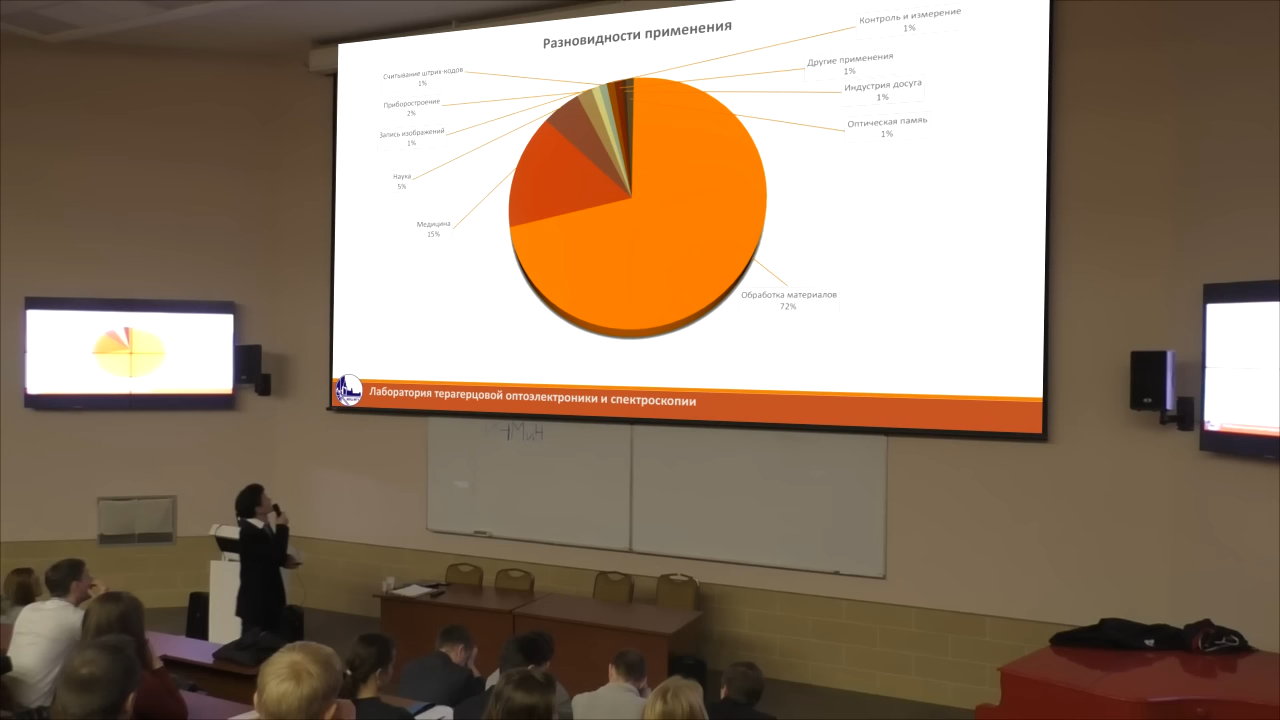 Разновидности применения
Контроль и измерение
1%
Другие применения
1%
Индустрия досуга
1%
Оптическая памяь
1%
Считывание штрих-кодов
1%
Приборостроение
2%
Запись изображений
1%
Наука
5%
Медицина
15%
Обработка материалов
72%
Лаборатория терагерцовой оптоэлектроники и спектроскопии